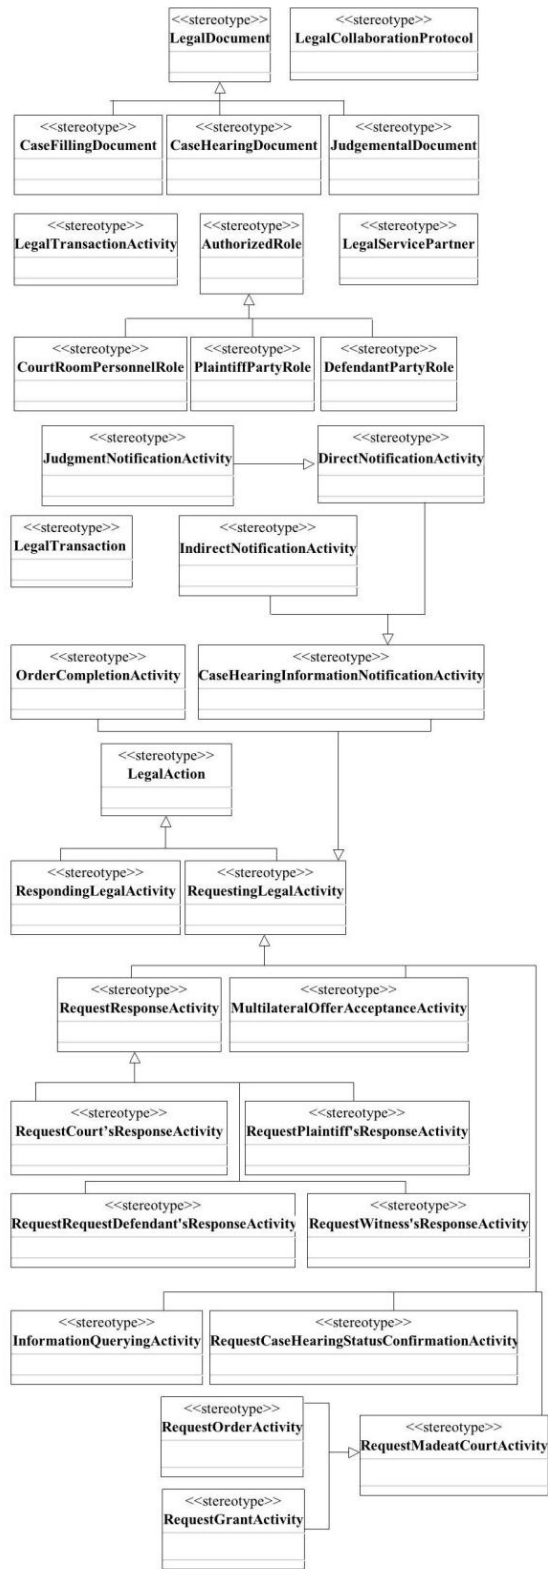 <<stereotype>>
LegalDocument
<<stereotype>>
LegalCollaborationProtocol
<<stereotype>>
CaseFillingDocument
<<stereotype>>
CaseHearingDocument
<<stereotype>>
JudgementalDocument
<<stereotype>>
LegalTransactionActivity
<<stereotype>>
AuthorizedRole
<<stereotype>>
LegalServicePartner
<<stereotype>>
CourtRoomPersonnelRole
<<stereotype>>
PlaintiffPartyRole
<<stereotype>>
DefendantPartyRole
<<stereotype>>
JudgmentNotificationActivity
<<stereotype>>
DirectNotificationActivity
<<stereotype>>
LegalTransaction
<<stereotype>>
IndirectNotificationActivity
<<stereotype>>
OrderCompletionActivity
<<stereotype>>
CaseHearingInformationNotificationActivity
<<stereotype>>
LegalAction
<<stereotype>>
RespondingLegalActivity
<<stereotype>>
RequestingLegalActivity
<<stereotype>>
RequestResponseActivity
<<stereotype>>
MultilateralOfferAcceptanceActivity
<<stereotype>>
RequestCourt'sResponseActivity
<<stereotype>>
RequestPlaintiff'sResponseActivity
<<stereotype>>
RequestRequestDefendant'sResponseActivity
<<stereotype>>
RequestWitness'sResponseActivity
<<stereotype>>
InformationQueryingActivity
<<stereotype>>
RequestCaseHearingStatusConfirmationActivity
<<stereotype>>
RequestOrderActivity
<<stereotype>>
RequestMadeatCourtActivity
<<stereotype>>
RequestGrantActivity